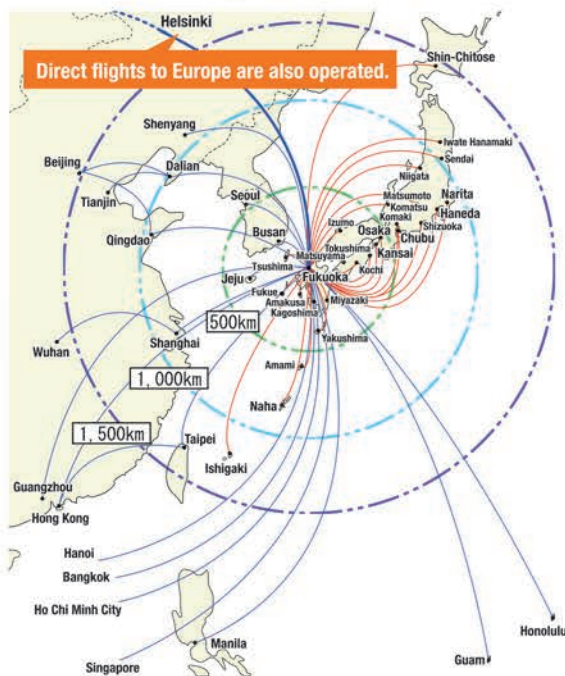 Helsinki
Direct flights to Europe are also operated.
Shin-Chitose
Shenyang
Iwate Hanamaki
Beijing
Dalian
Sendai
Niigata
Tianjin
Seoul
Matsumoto
Narita
Komatsu
Komaki
Haneda
Izumo
Osaka
Shizuoka
Qingdao
Busan
Tokushima
Chubu
Matsuyama
Kansai
Tsushima
Kochi
Jeju
Fukuoka
Fukue
Amakusa
Miyazaki
Kagoshima
500km
Yakushima
Shanghai
Wuhan
Amami
1,000km
Naha
1,500km
Taipei
Ishigaki
Guangzhou
Hong Kong
Hanoi
Bangkok
Ho Chi Minh City
Honolulu
Manila
Guam
Singapore